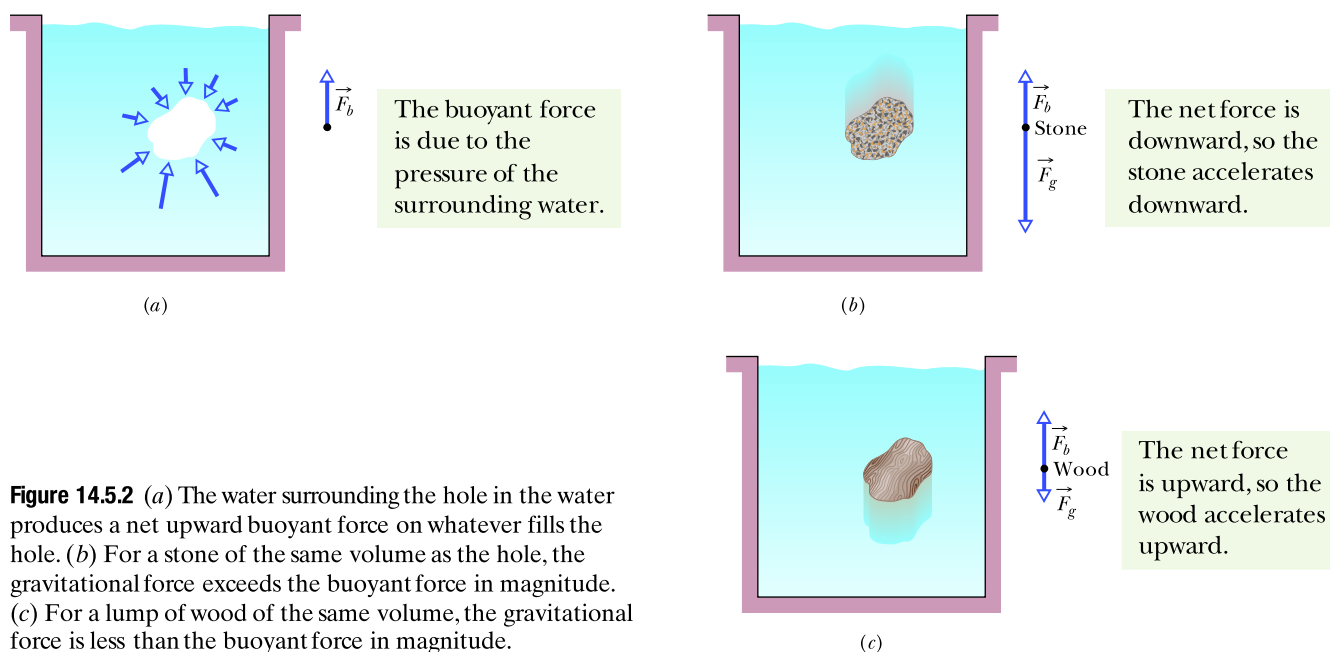 F_b
The buoyant force
is due to the
pressure of the
surrounding water.
(a)
F_b
Stone
F_g
The net force is
downward, so the
stone accelerates
downward.
(b)
F_b
Wood
F_g
The net force
is upward, so the
wood accelerates
upward.
(c)
Figure 14.5.2 (a) The water surrounding the hole in the water
produces a net upward buoyant force on whatever fills the
hole. (b) For a stone of the same volume as the hole, the
gravitational force exceeds the buoyant force in magnitude.
(c) For a lump of wood of the same volume, the gravitational
force is less than the buoyant force in magnitude.